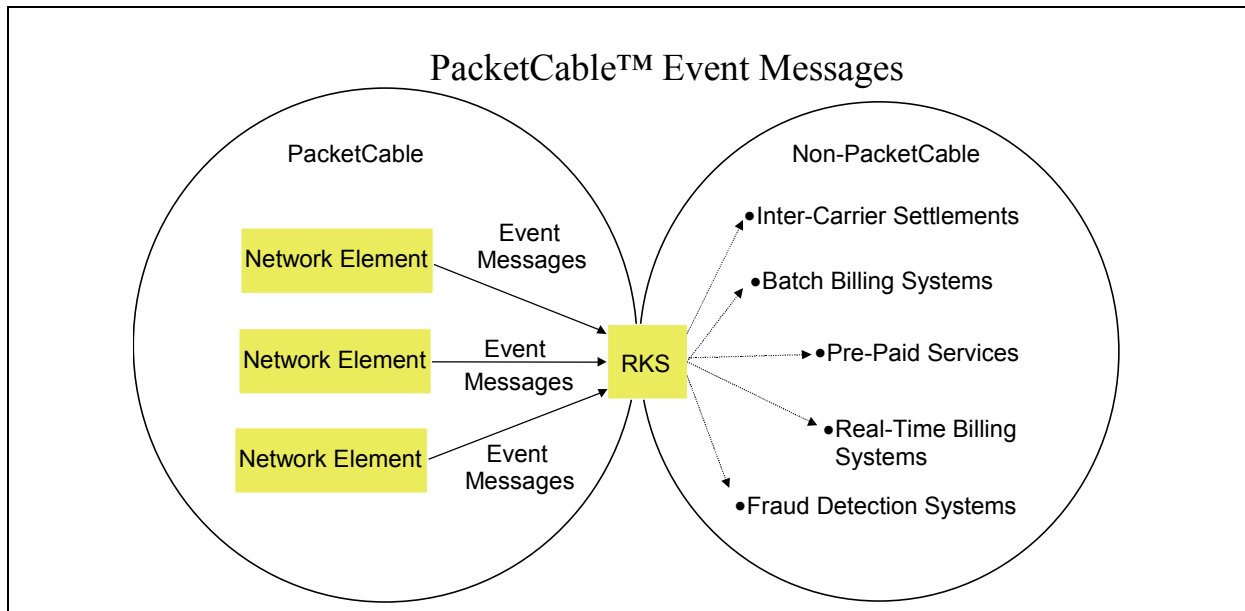 PacketCable™ Event Messages
PacketCable
Non-PacketCable
Network Element
Event
Messages
Network Element
Event
Messages
Network Element
Event
Messages
RKS
•Inter-Carrier Settlements
•Batch Billing Systems
•Pre-Paid Services
•Real-Time Billing
Systems
•Fraud Detection Systems